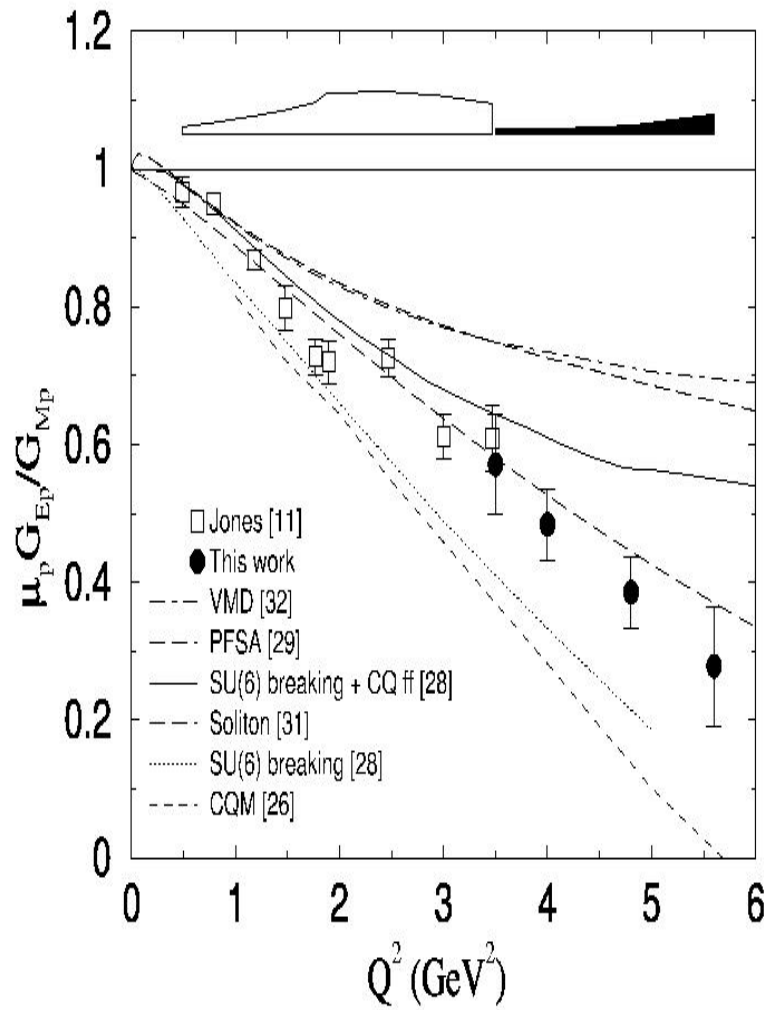 1.2
1
0.8
0.6
0.4
0.2
0
μp GEp/GMp
Jones [11]
This work
VMD [32]
PFSA [29]
SU(6) breaking + CQ ff [28]
Soliton [31]
SU(6) breaking [28]
CQM [26]
0 1 2 3 4 5 6
Q² (GeV²)